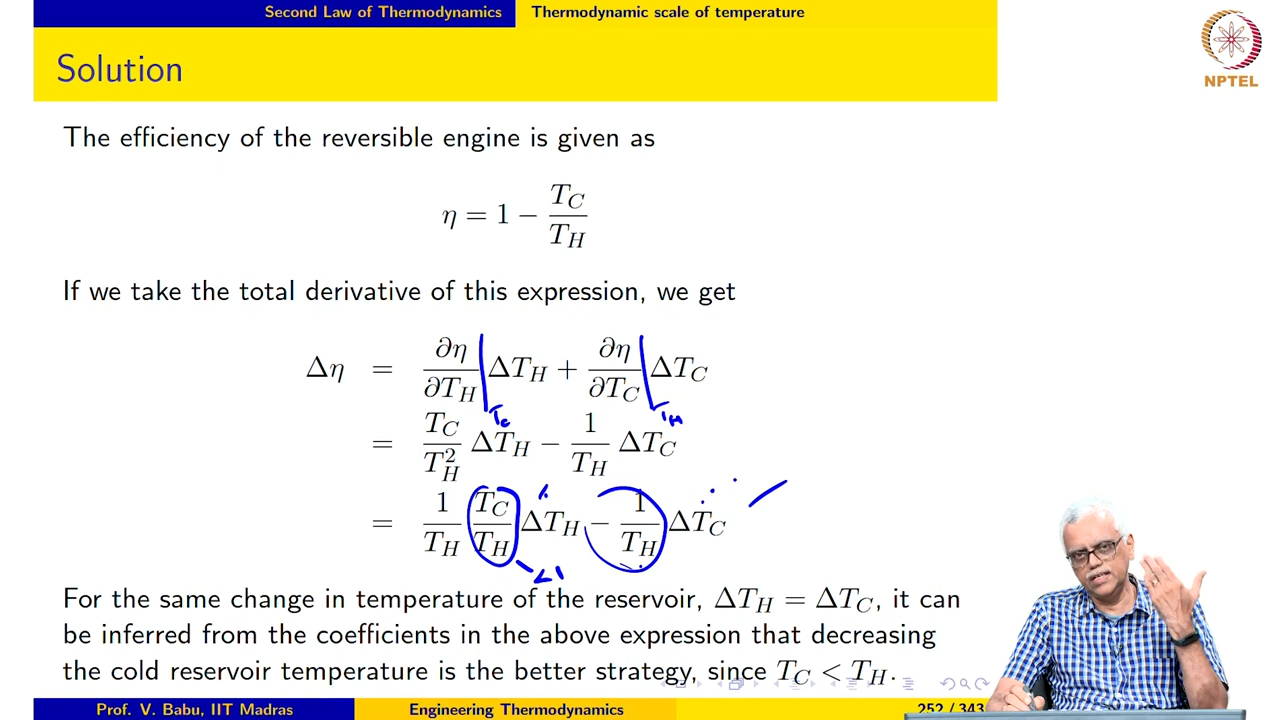 Second Law of Thermodynamics Thermodynamic scale of temperature
Solution
NPTEL
The efficiency of the reversible engine is given as
η = 1 − T_C / T_H
If we take the total derivative of this expression, we get
Δη = ∂η/∂T_H | ΔT_H + ∂η/∂T_C | ΔT_C
T_C T_H
= T_C / T_H^2 ΔT_H − 1 / T_H ΔT_C
= 1 / T_H T_C / T_H ΔT_H − 1 / T_H ΔT_C
<1
For the same change in temperature of the reservoir, ΔT_H = ΔT_C, it can
be inferred from the coefficients in the above expression that decreasing
the cold reservoir temperature is the better strategy, since T_C < T_H.
Prof. V. Babu, IIT Madras Engineering Thermodynamics 252 / 343